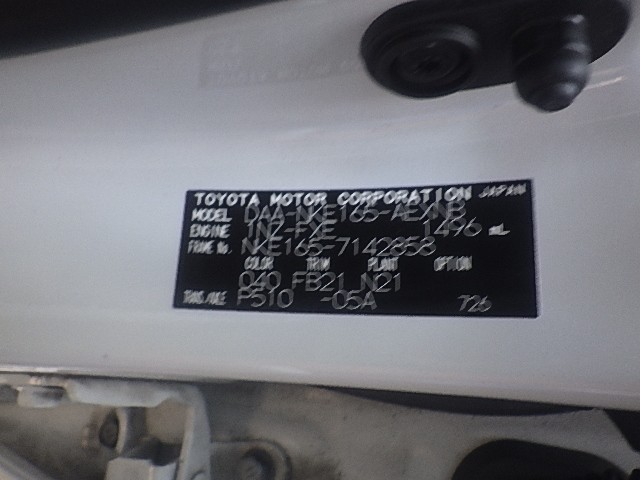 TOYOTA MOTOR CORPORATION JAPAN
MODEL DAA-NKE165-AEXNB
ENGINE 1NZ-FXE 1496 mL
FRAME No. NKE165-7142858
COLOR TRIM PLANT OPTION
040 FB21 N21
TRANS./AXLE P510 -05A 726